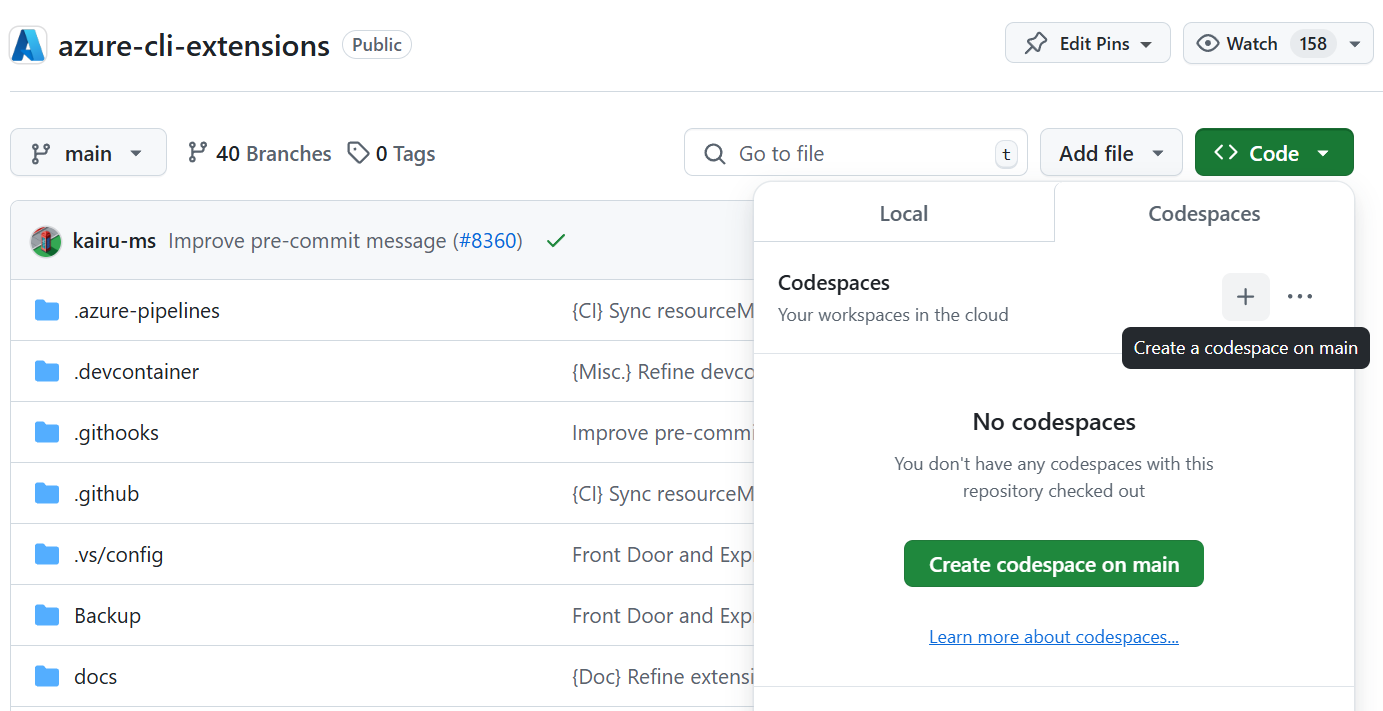 azure-cli-extensions Public Edit Pins Watch 158
main 40 Branches 0 Tags Go to file t Add file Code
Local Codespaces
kairu-ms Improve pre-commit message (#8360)
.azure-pipelines {CI} Sync resourceM
.devcontainer {Misc.} Refine devco
.githooks Improve pre-commi
.github {CI} Sync resourceM
.vs/config Front Door and Exp
Backup Front Door and Exp
docs {Doc} Refine extensi
Codespaces
Your workspaces in the cloud
Create a codespace on main
No codespaces
You don't have any codespaces with this
repository checked out
Create codespace on main
Learn more about codespaces...